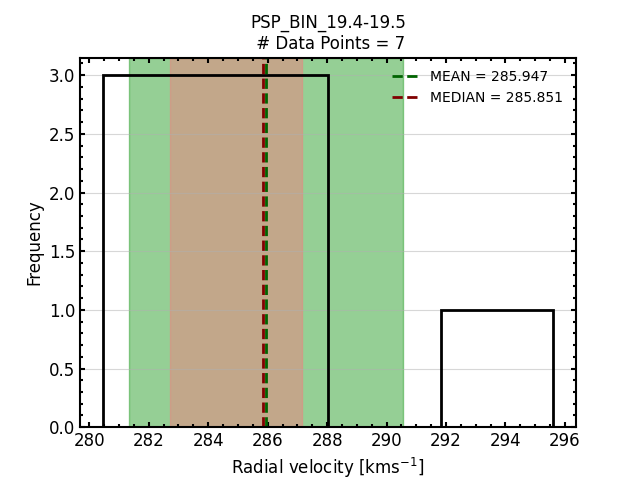 PSP_BIN_19.4-19.5
# Data Points = 7
MEAN = 285.947
MEDIAN = 285.851
3.0
2.5
2.0
1.5
1.0
0.5
0.0
Frequency
280 282 284 286 288 290 292 294 296
Radial velocity [kms⁻¹]